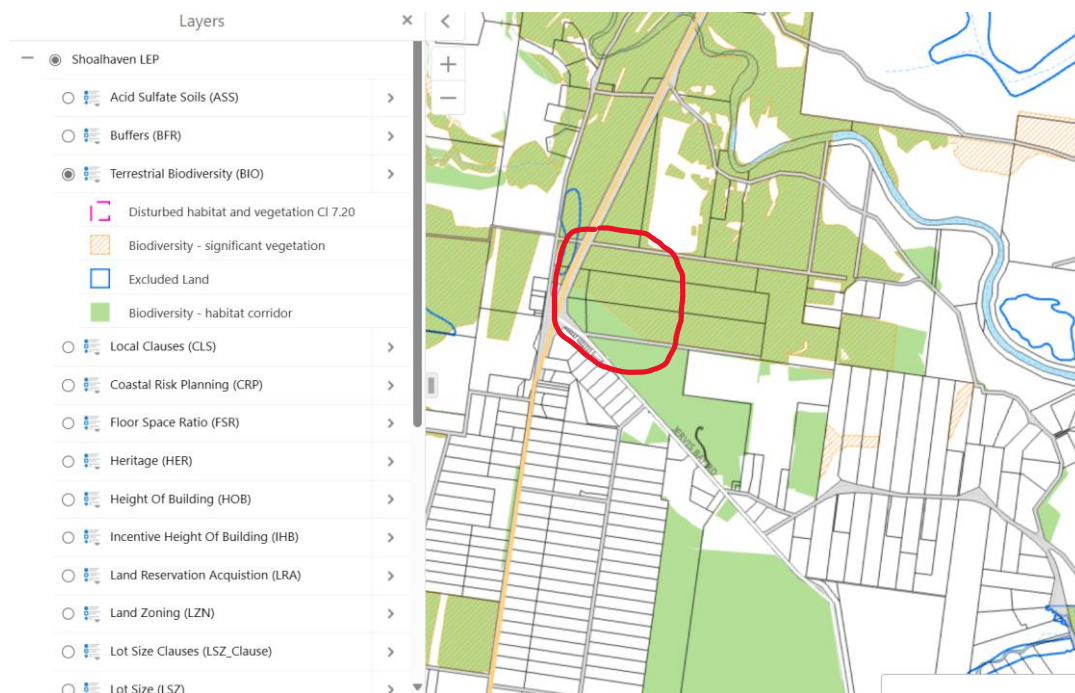 Layers
Shoalhaven LEP
Acid Sulfate Soils (ASS)
Buffers (BFR)
Terrestrial Biodiversity (BIO)
Disturbed habitat and vegetation Cl 7.20
Biodiversity - significant vegetation
Excluded Land
Biodiversity - habitat corridor
Local Clauses (CLS)
Coastal Risk Planning (CRP)
Floor Space Ratio (FSR)
Heritage (HER)
Height Of Building (HOB)
Incentive Height Of Building (IHB)
Land Reservation Acquistion (LRA)
Land Zoning (LZN)
Lot Size Clauses (LSZ_Clause)
Lot Size (LSZ)
JERVIS BAY RD